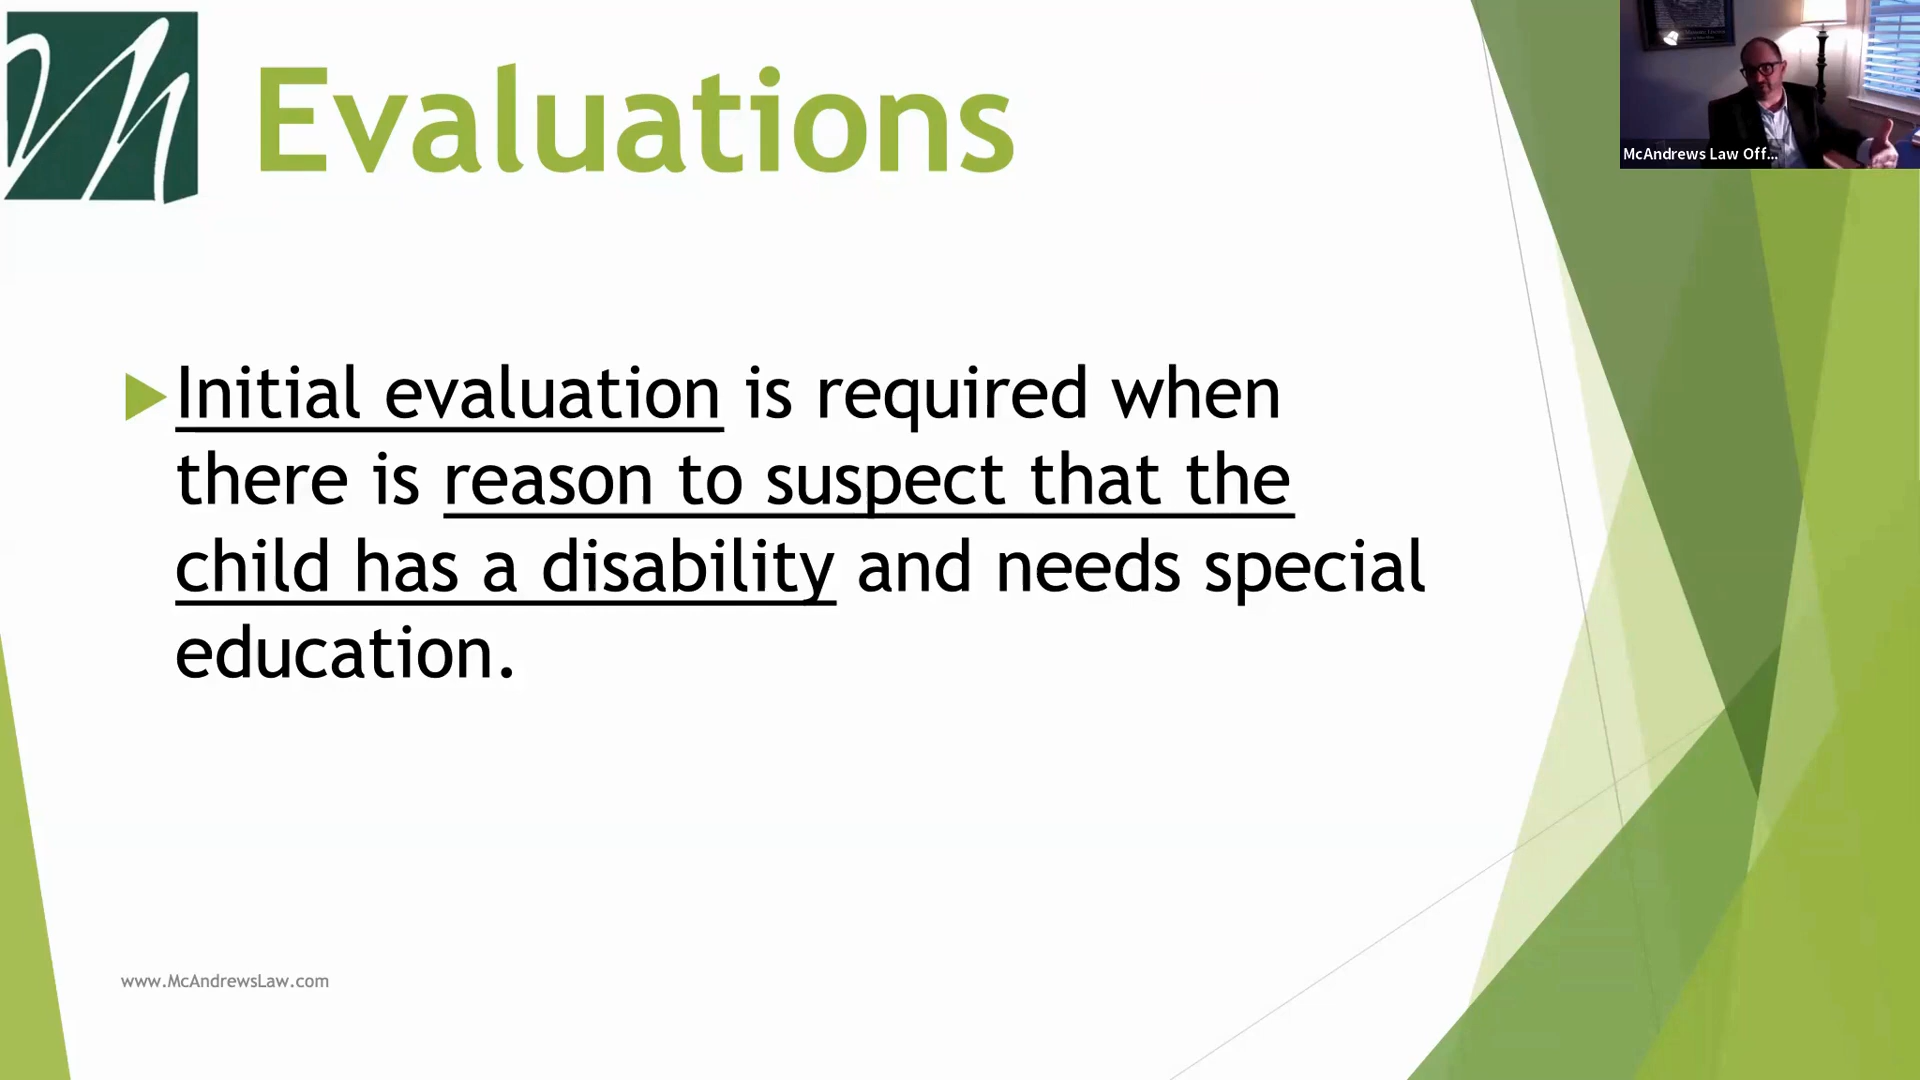 Evaluations
McAndrews Law Off...
Initial evaluation is required when
there is reason to suspect that the
child has a disability and needs special
education.
www.McAndrewsLaw.com